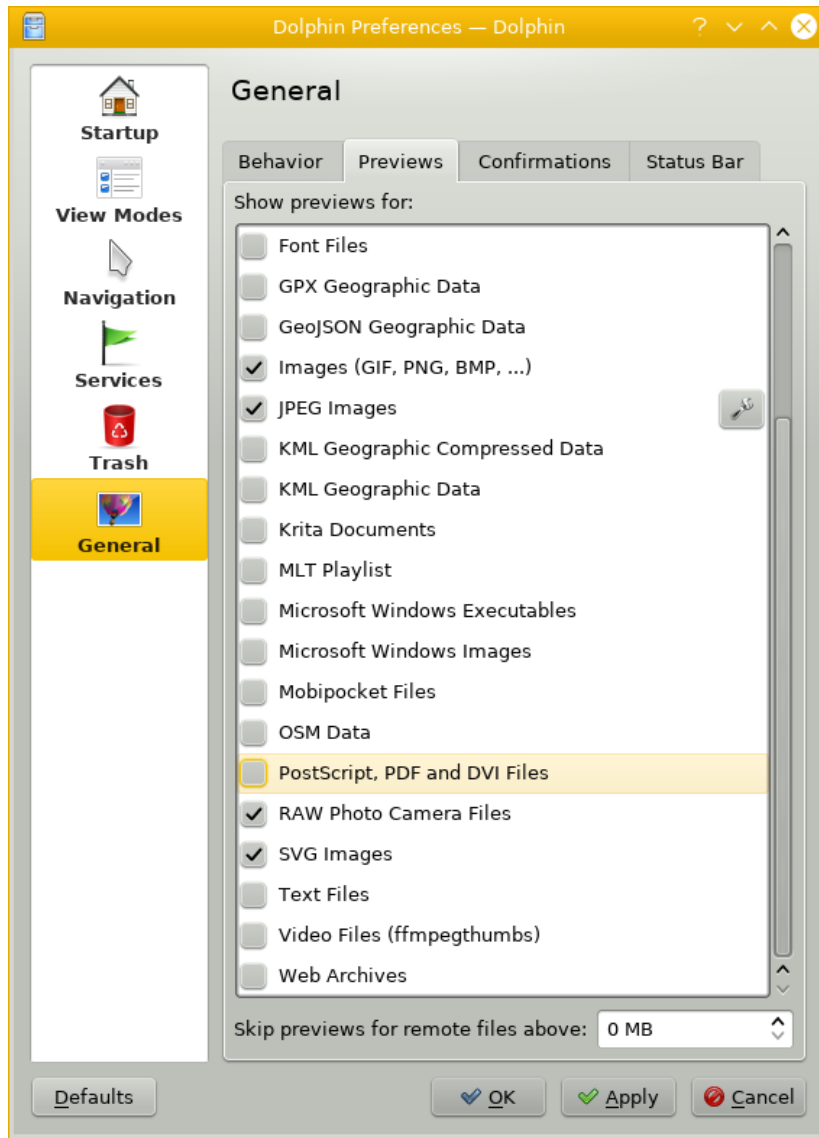 Dolphin Preferences — Dolphin
Startup
View Modes
Navigation
Services
Trash
General
General
Behavior Previews Confirmations Status Bar
Show previews for:
Font Files
GPX Geographic Data
GeoJSON Geographic Data
Images (GIF, PNG, BMP, ...)
JPEG Images
KML Geographic Compressed Data
KML Geographic Data
Krita Documents
MLT Playlist
Microsoft Windows Executables
Microsoft Windows Images
Mobipocket Files
OSM Data
PostScript, PDF and DVI Files
RAW Photo Camera Files
SVG Images
Text Files
Video Files (ffmpegthumbs)
Web Archives
Skip previews for remote files above: 0 MB
Defaults OK Apply Cancel